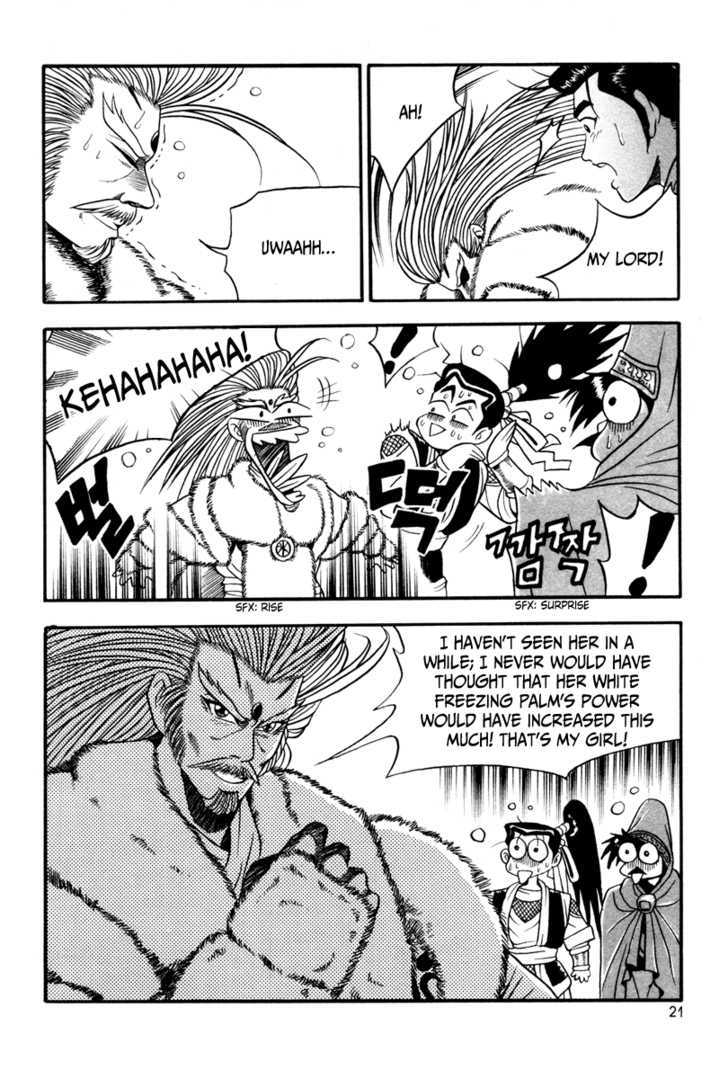 UWAAHH...
AH!
MY LORD!
KEHAHAHAHA!
벌
덕
깜짝
SFX: RISE
SFX: SURPRISE
I HAVEN'T SEEN HER IN A
WHILE; I NEVER WOULD HAVE
THOUGHT THAT HER WHITE
FREEZING PALM'S POWER
WOULD HAVE INCREASED THIS
MUCH! THAT'S MY GIRL!
21